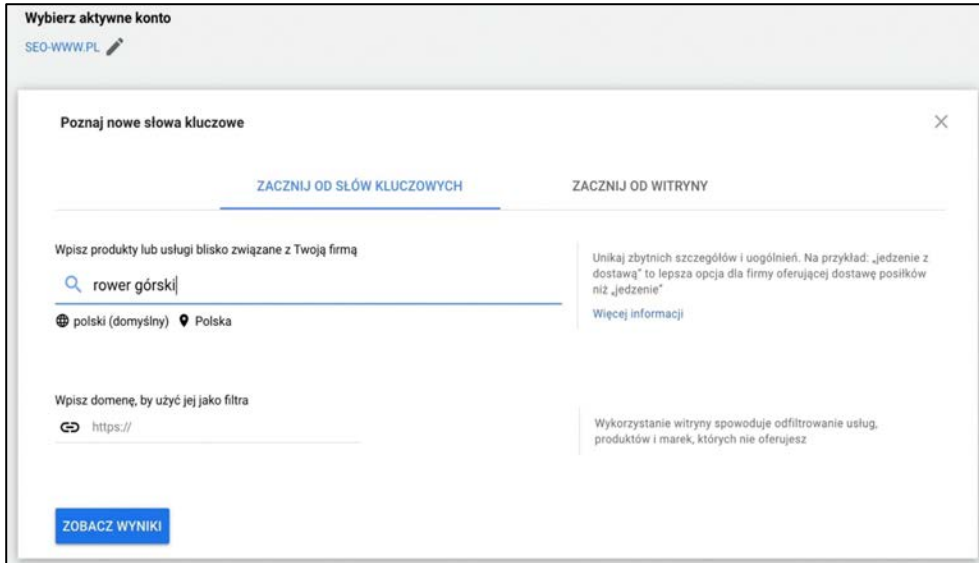 Wybierz aktywne konto
SEO-WWW.PL
Poznaj nowe słowa kluczowe
ZACZNIJ OD SŁÓW KLUCZOWYCH
ZACZNIJ OD WITRYNY
Wpisz produkty lub usługi blisko związane z Twoją firmą
rower górski
polski (domyślny) Polska
Unikaj zbytnich szczegółów i uogólnień. Na przykład: „jedzenie z
dostawą” to lepsza opcja dla firmy oferującej dostawę posiłków
niż „jedzenie”
Więcej informacji
Wpisz domenę, by użyć jej jako filtra
https://
Wykorzystanie witryny spowoduje odfiltrowanie usług,
produktów i marek, których nie oferujesz
ZOBACZ WYNIKI